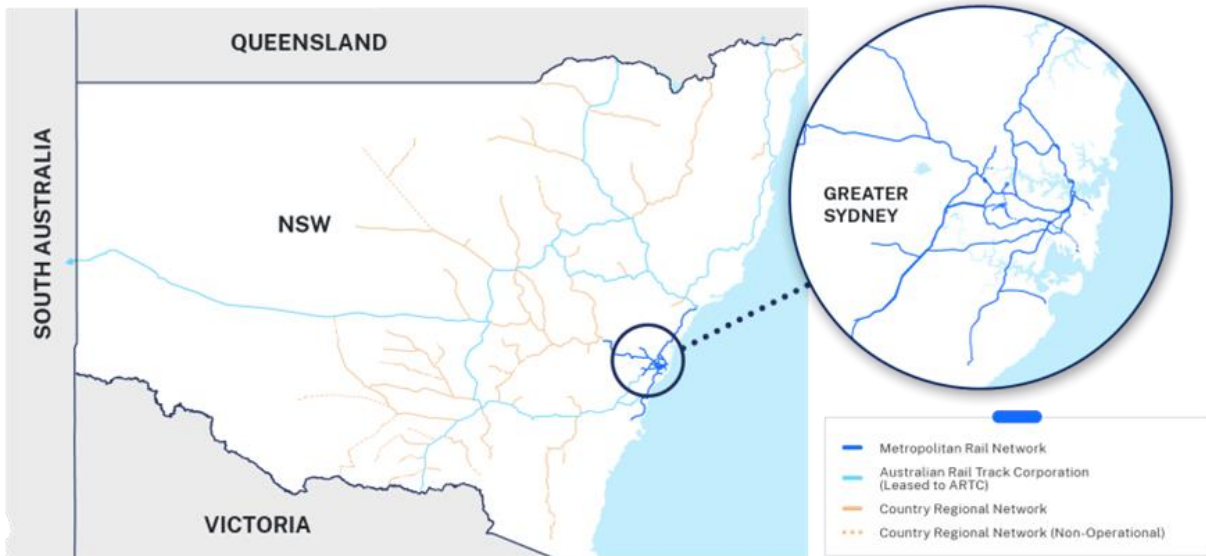 QUEENSLAND
SOUTH AUSTRALIA
NSW
GREATER
SYDNEY
VICTORIA
Metropolitan Rail Network
Australian Rail Track Corporation
(Leased to ARTC)
Country Regional Network
Country Regional Network (Non-Operational)